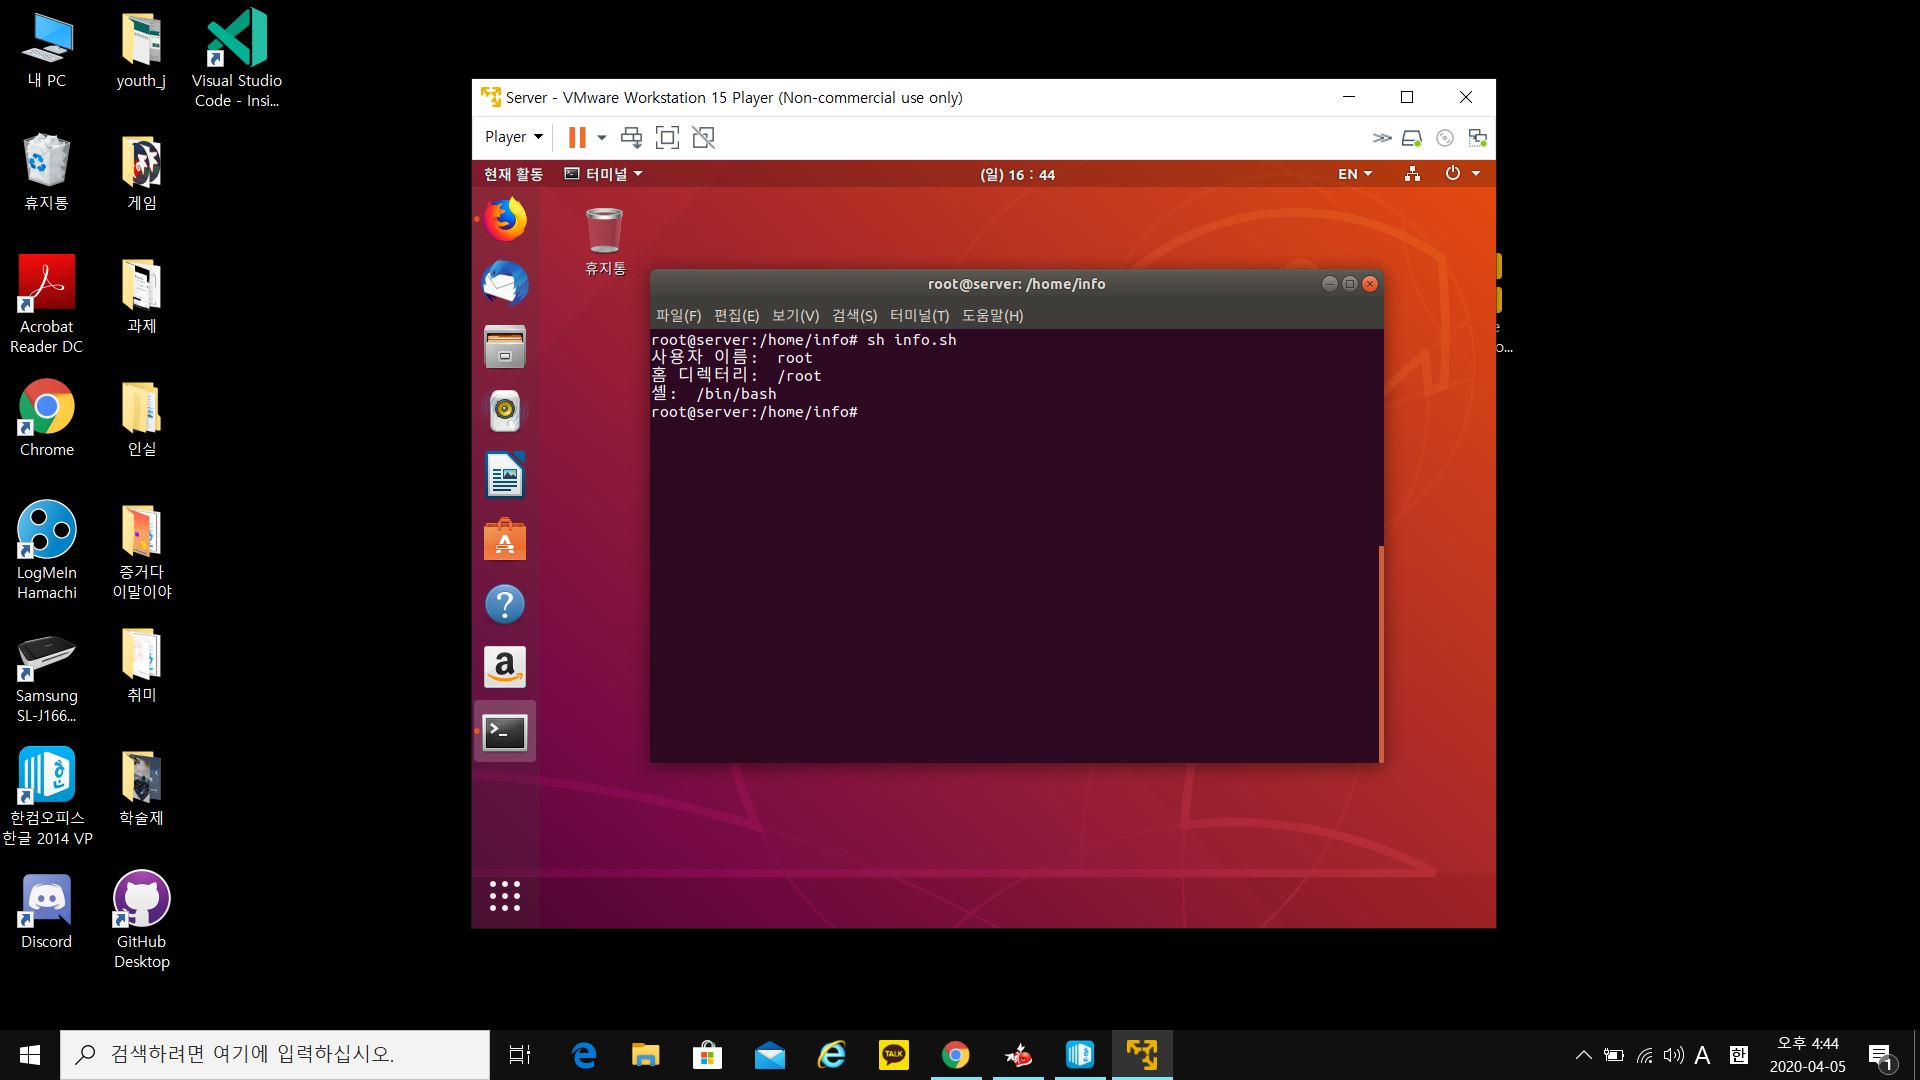 내 PC
youth_j
Visual Studio
Code - Insi...
휴지통
게임
Acrobat
Reader DC
과제
Chrome
인실
LogMeIn
Hamachi
증거다
이말이야
Samsung
SL-J166...
취미
한컴오피스
한글 2014 VP
학술제
Discord
GitHub
Desktop
Server - VMware Workstation 15 Player (Non-commercial use only)
Player
현재 활동
터미널
(일) 16 : 44
EN
휴지통
root@server: /home/info
파일(F) 편집(E) 보기(V) 검색(S) 터미널(T) 도움말(H)
root@server:/home/info# sh info.sh
사용자 이름: root
홈 디렉터리: /root
셸: /bin/bash
root@server:/home/info#
e
o...
검색하려면 여기에 입력하십시오.
TALK
A
한
오후 4:44
2020-04-05
1